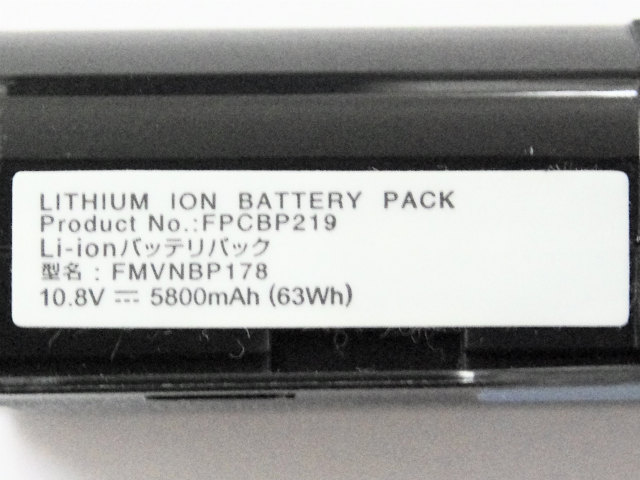 LITHIUM ION BATTERY PACK
Product No.:FPCBP219
Li-ionバッテリパック
型名 : FMVNBP178
10.8V ⎓ 5800mAh (63Wh)